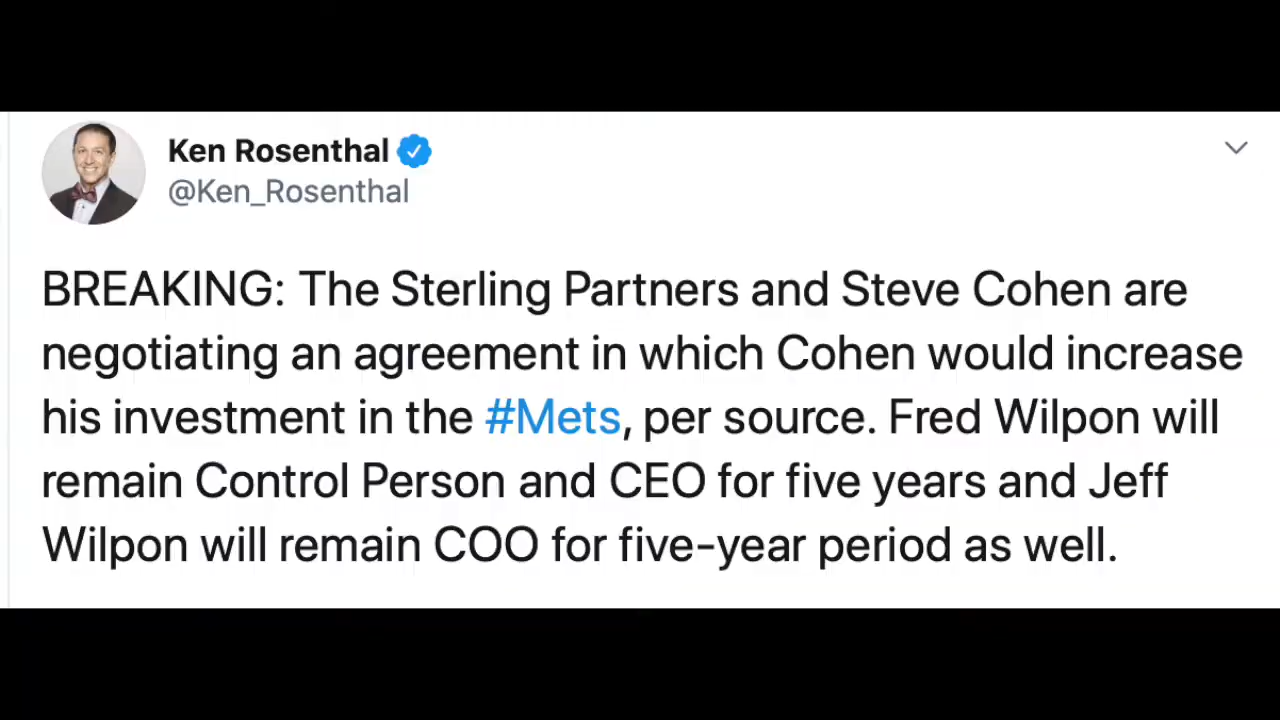 Ken Rosenthal
@Ken_Rosenthal
BREAKING: The Sterling Partners and Steve Cohen are
negotiating an agreement in which Cohen would increase
his investment in the #Mets, per source. Fred Wilpon will
remain Control Person and CEO for five years and Jeff
Wilpon will remain COO for five-year period as well.